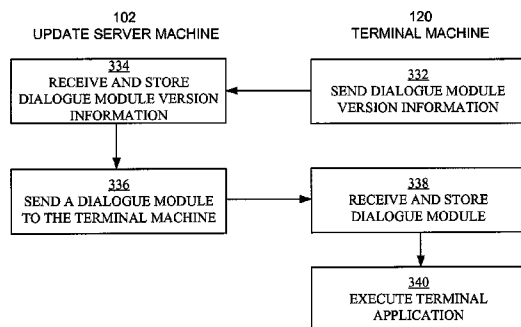 102
UPDATE SERVER MACHINE
120
TERMINAL MACHINE
334
RECEIVE AND STORE
DIALOGUE MODULE VERSION
INFORMATION
332
SEND DIALOGUE MODULE
VERSION INFORMATION
336
SEND A DIALOGUE MODULE
TO THE TERMINAL MACHINE
338
RECEIVE AND STORE
DIALOGUE MODULE
340
EXECUTE TERMINAL
APPLICATION